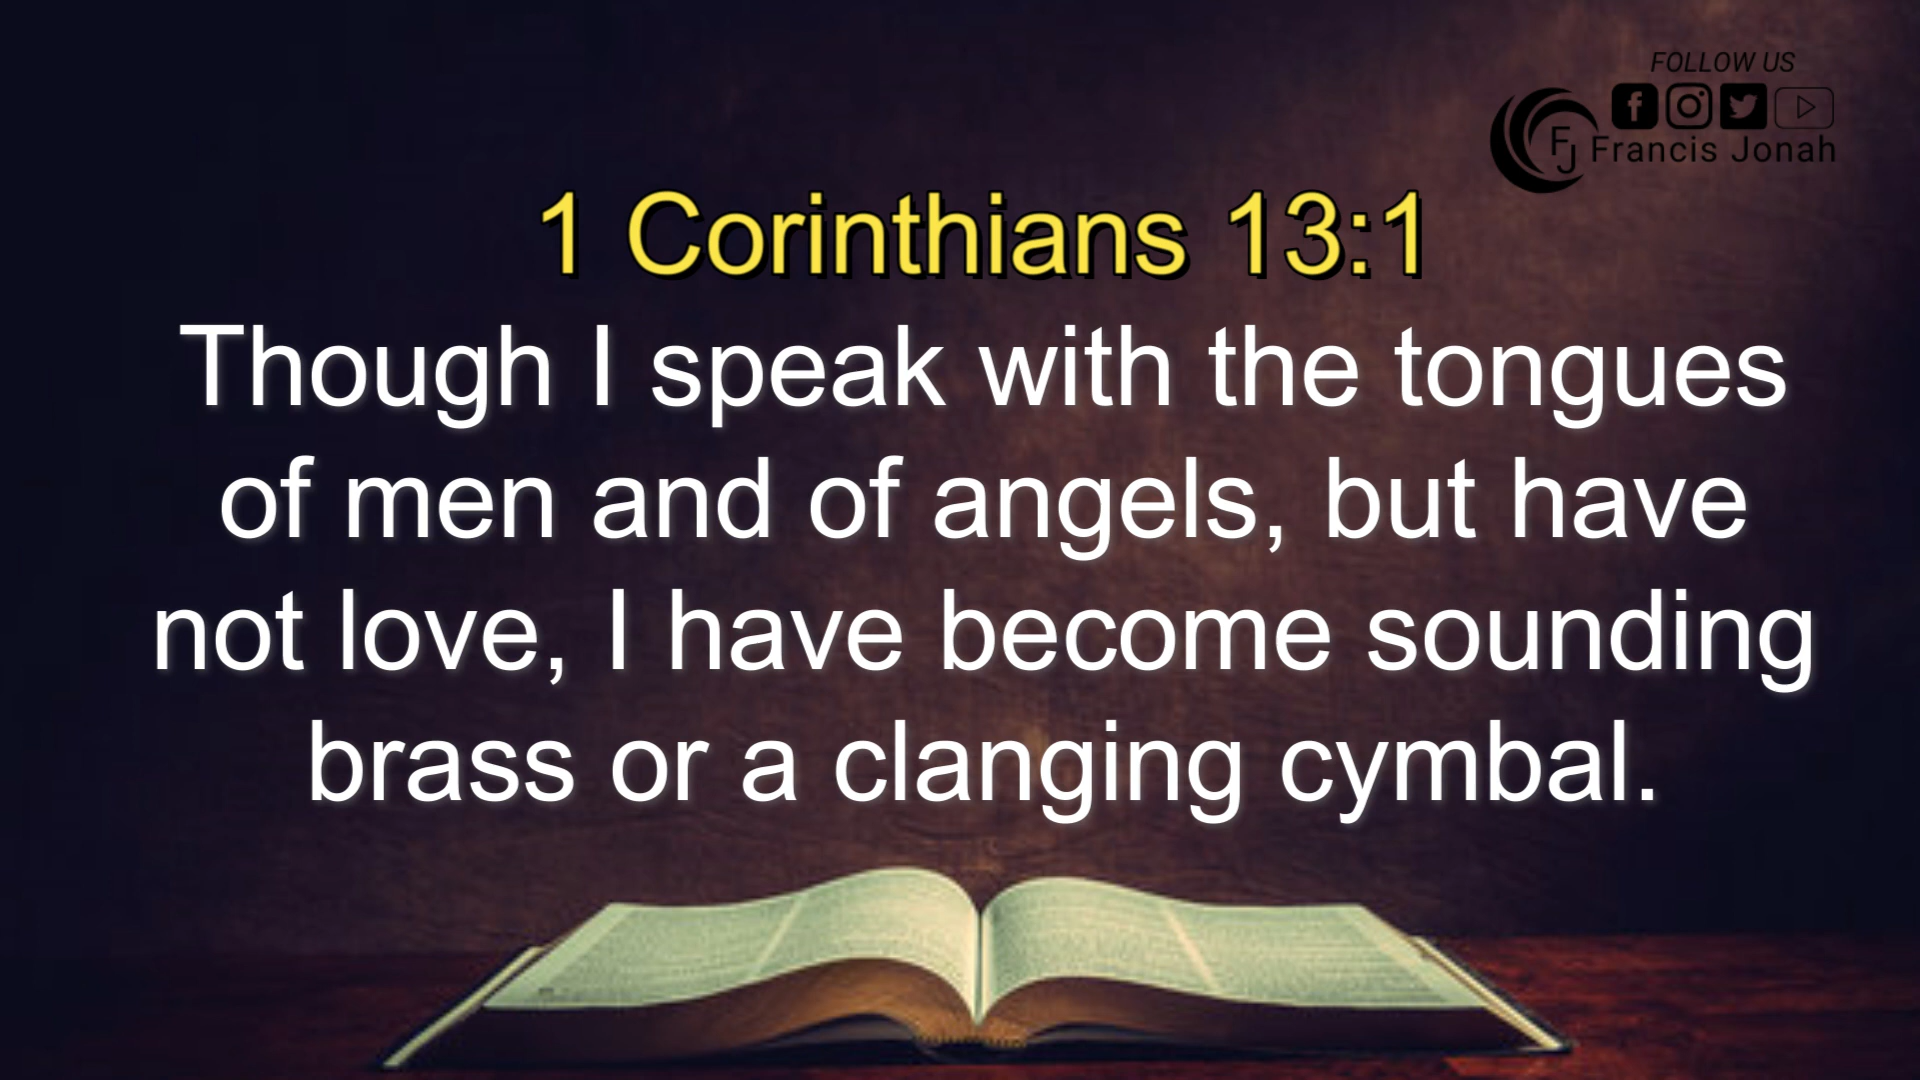 FOLLOW US
FJ Francis Jonah
1 Corinthians 13:1
Though I speak with the tongues
of men and of angels, but have
not love, I have become sounding
brass or a clanging cymbal.